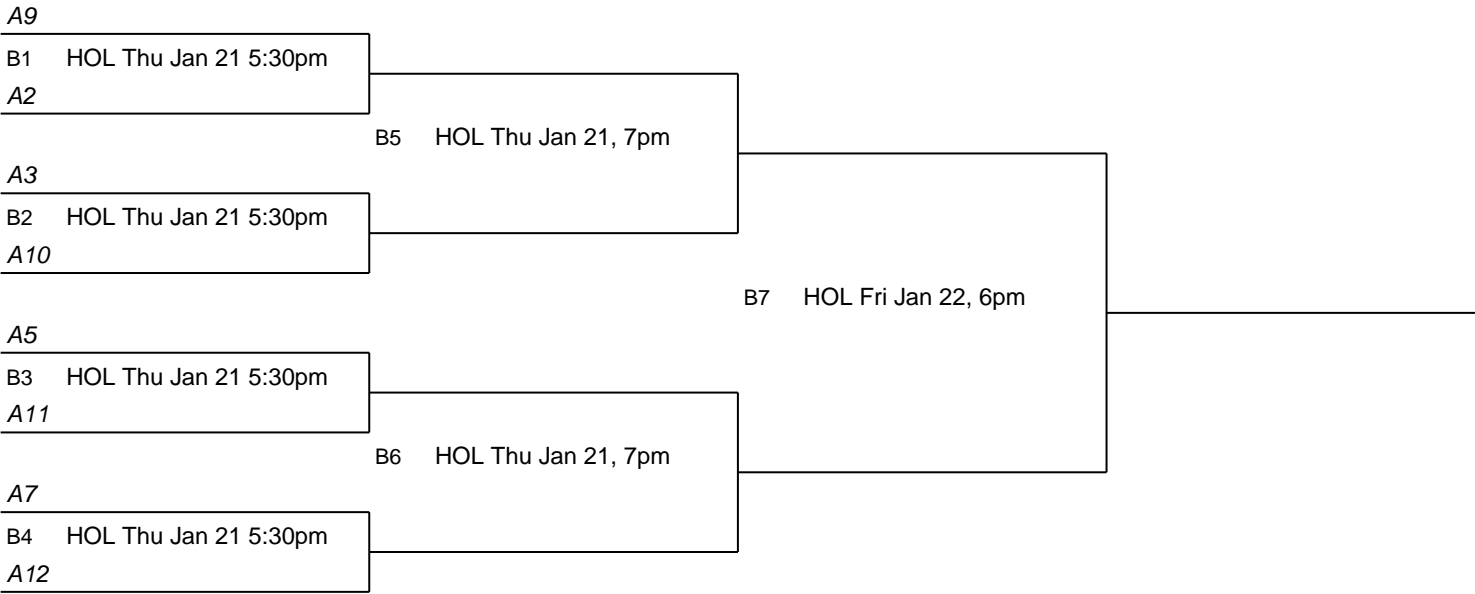 A9
B1 HOL Thu Jan 21 5:30pm
A2
B5 HOL Thu Jan 21, 7pm
A3
B2 HOL Thu Jan 21 5:30pm
A10
B7 HOL Fri Jan 22, 6pm
A5
B3 HOL Thu Jan 21 5:30pm
A11
B6 HOL Thu Jan 21, 7pm
A7
B4 HOL Thu Jan 21 5:30pm
A12